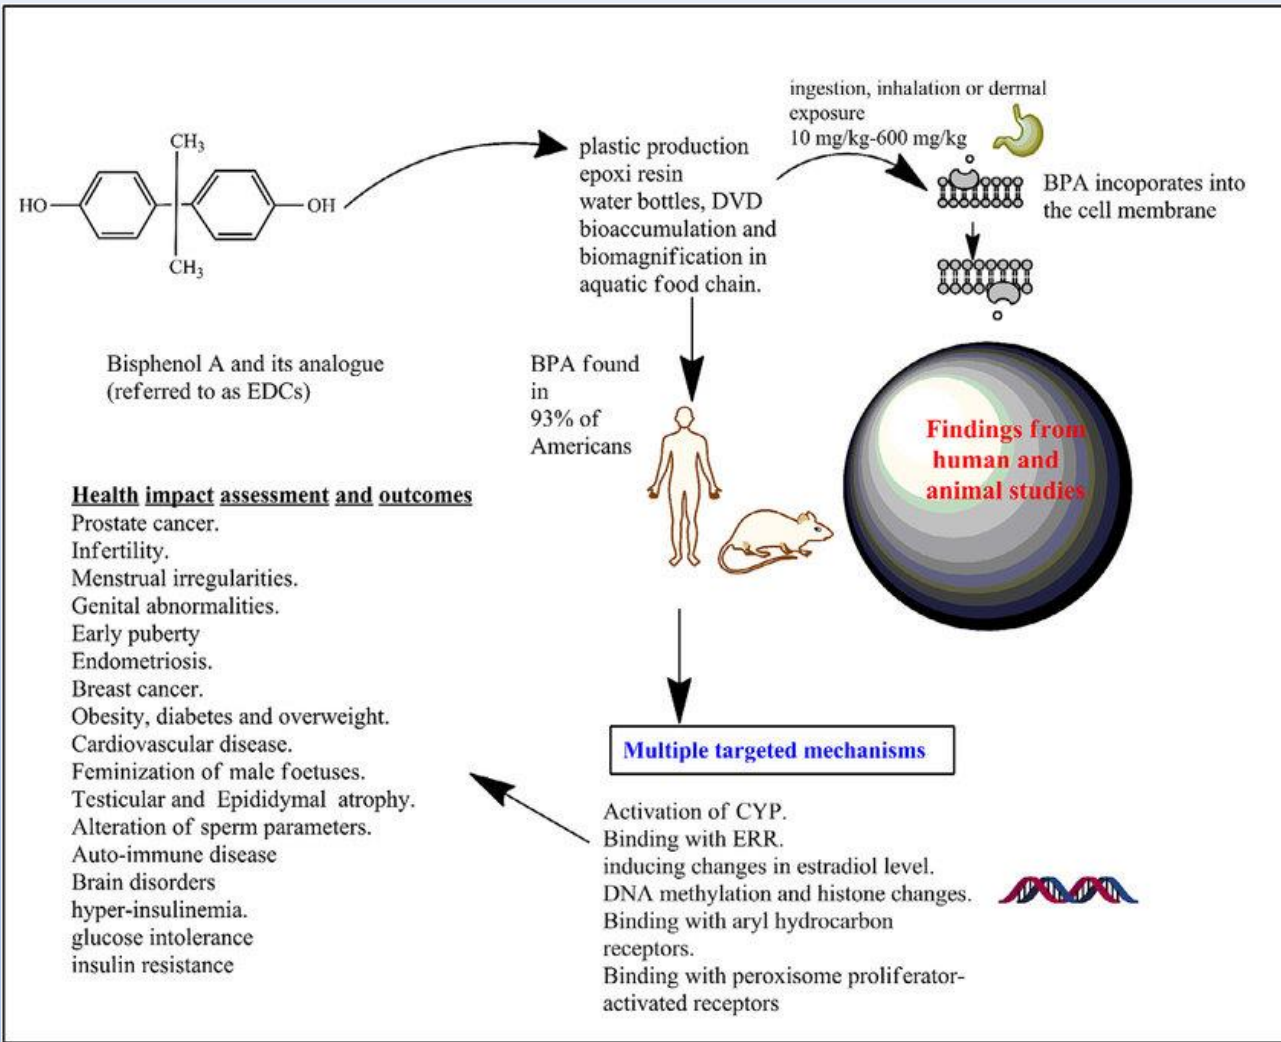 CH3
HO
OH
CH3
Bisphenol A and its analogue
(referred to as EDCs)
plastic production
epoxi resin
water bottles, DVD
bioaccumulation and
biomagnification in
aquatic food chain.
ingestion, inhalation or dermal
exposure
10 mg/kg-600 mg/kg
BPA incoporates into
the cell membrane
BPA found
in
93% of
Americans
Findings from
human and
animal studies
Multiple targeted mechanisms
Activation of CYP.
Binding with ERR.
inducing changes in estradiol level.
DNA methylation and histone changes.
Binding with aryl hydrocarbon
receptors.
Binding with peroxisome proliferator-
activated receptors
Health impact assessment and outcomes
Prostate cancer.
Infertility.
Menstrual irregularities.
Genital abnormalities.
Early puberty
Endometriosis.
Breast cancer.
Obesity, diabetes and overweight.
Cardiovascular disease.
Feminization of male foetuses.
Testicular and Epididymal atrophy.
Alteration of sperm parameters.
Auto-immune disease
Brain disorders
hyper-insulinemia.
glucose intolerance
insulin resistance